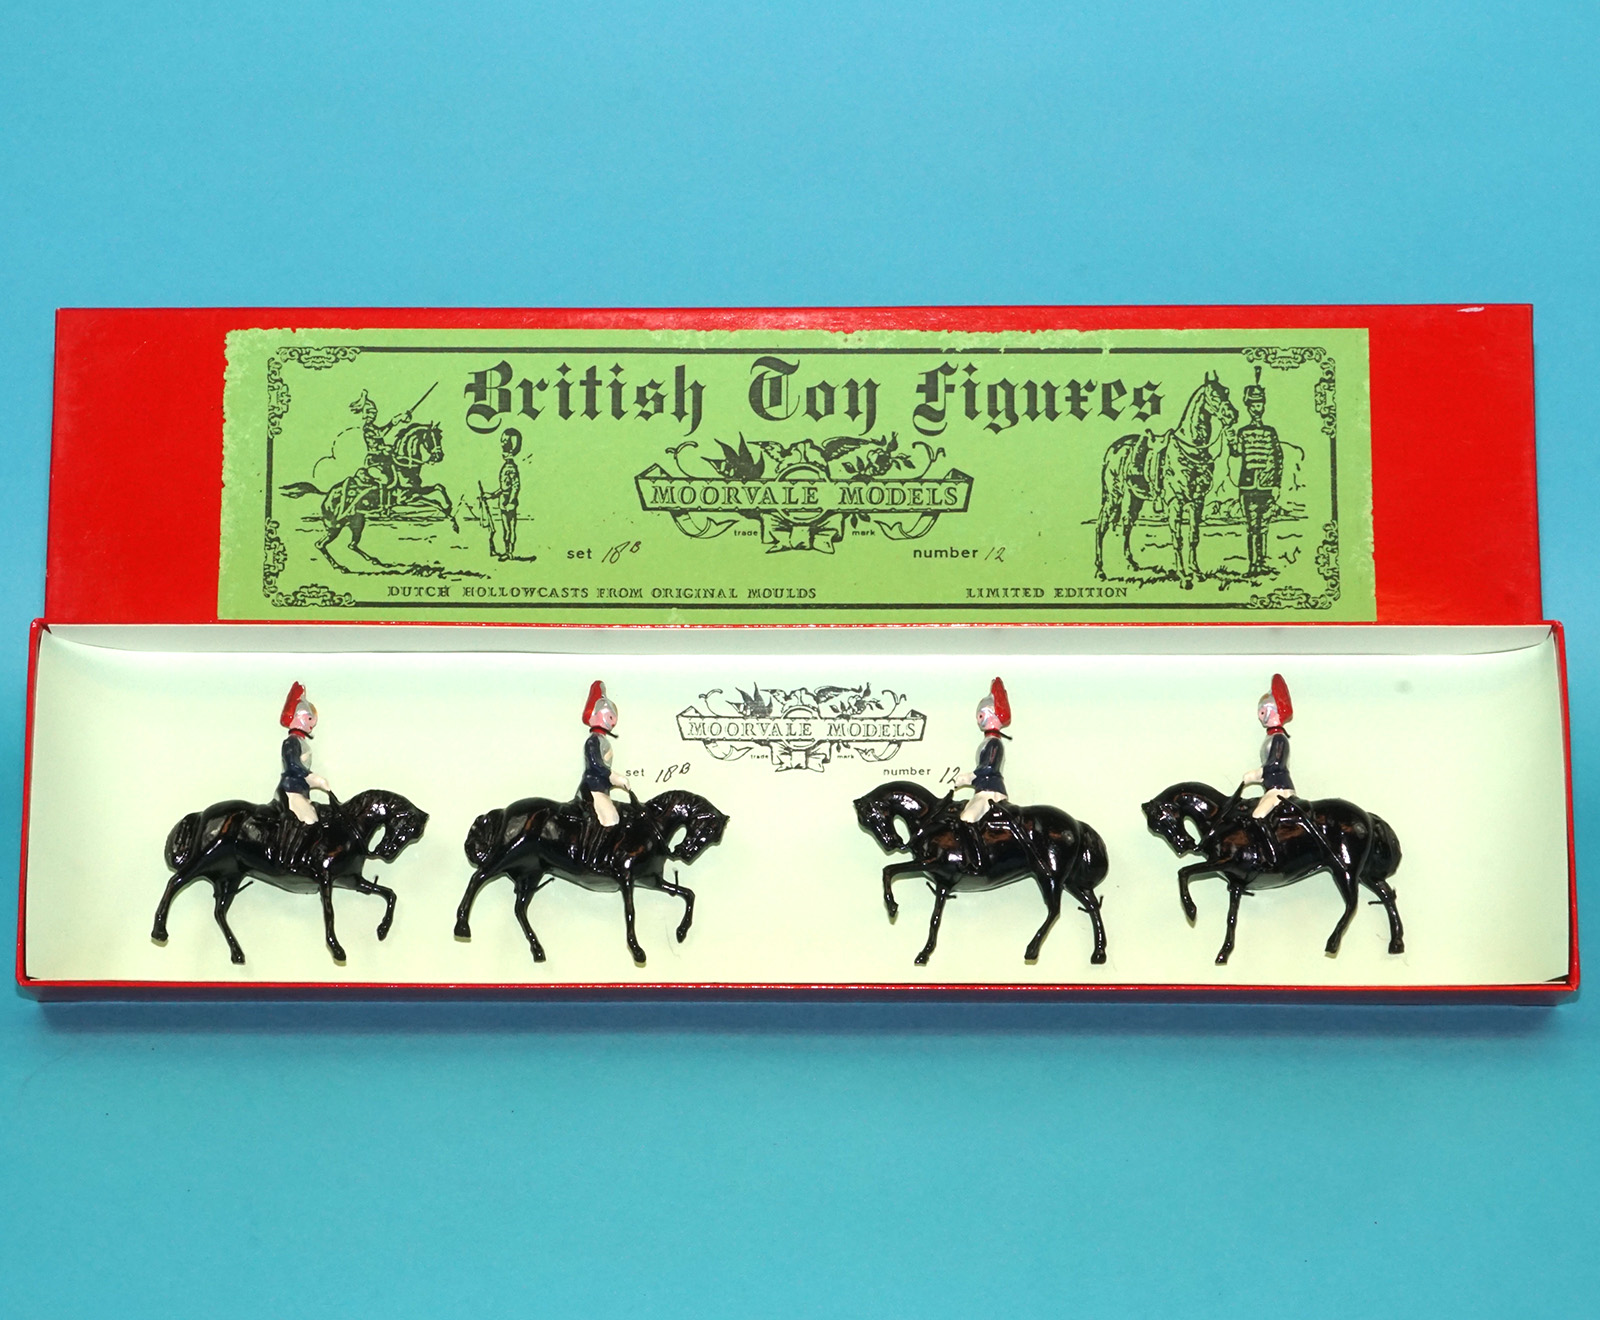 British Toy Figures
MOORVALE MODELS
trade mark
set 18B number 12
DUTCH HOLLOWCASTS FROM ORIGINAL MOULDS LIMITED EDITION
MOORVALE MODELS
trade mark
set 18B number 12